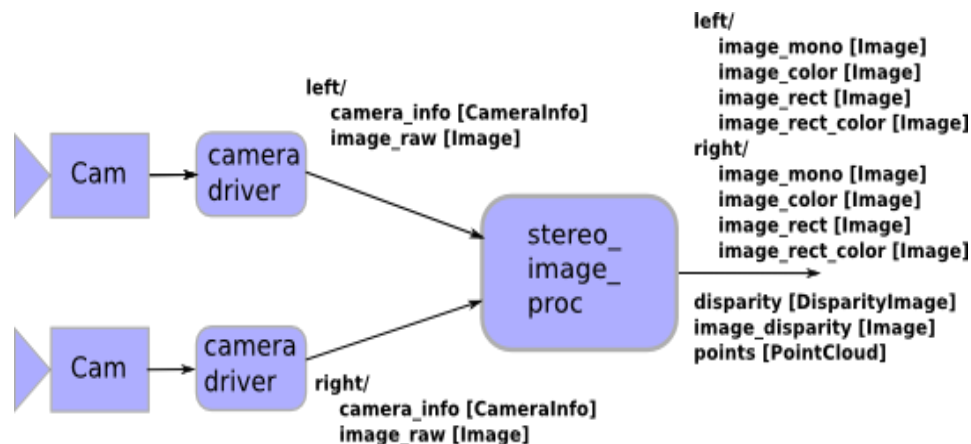 left/
camera_info [CameraInfo]
image_raw [Image]
Cam
camera
driver
Cam
camera
driver
right/
camera_info [CameraInfo]
image_raw [Image]
stereo_
image_
proc
left/
image_mono [Image]
image_color [Image]
image_rect [Image]
image_rect_color [Image]
right/
image_mono [Image]
image_color [Image]
image_rect [Image]
image_rect_color [Image]
disparity [DisparityImage]
image_disparity [Image]
points [PointCloud]